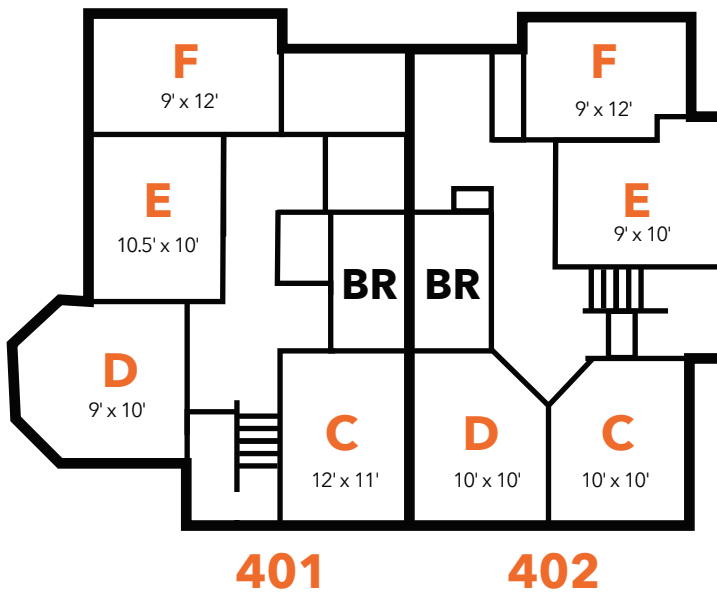 F
9' x 12'
E
10.5' x 10'
D
9' x 10'
BR
C
12' x 11'
401
F
9' x 12'
E
9' x 10'
BR
D
10' x 10'
C
10' x 10'
402